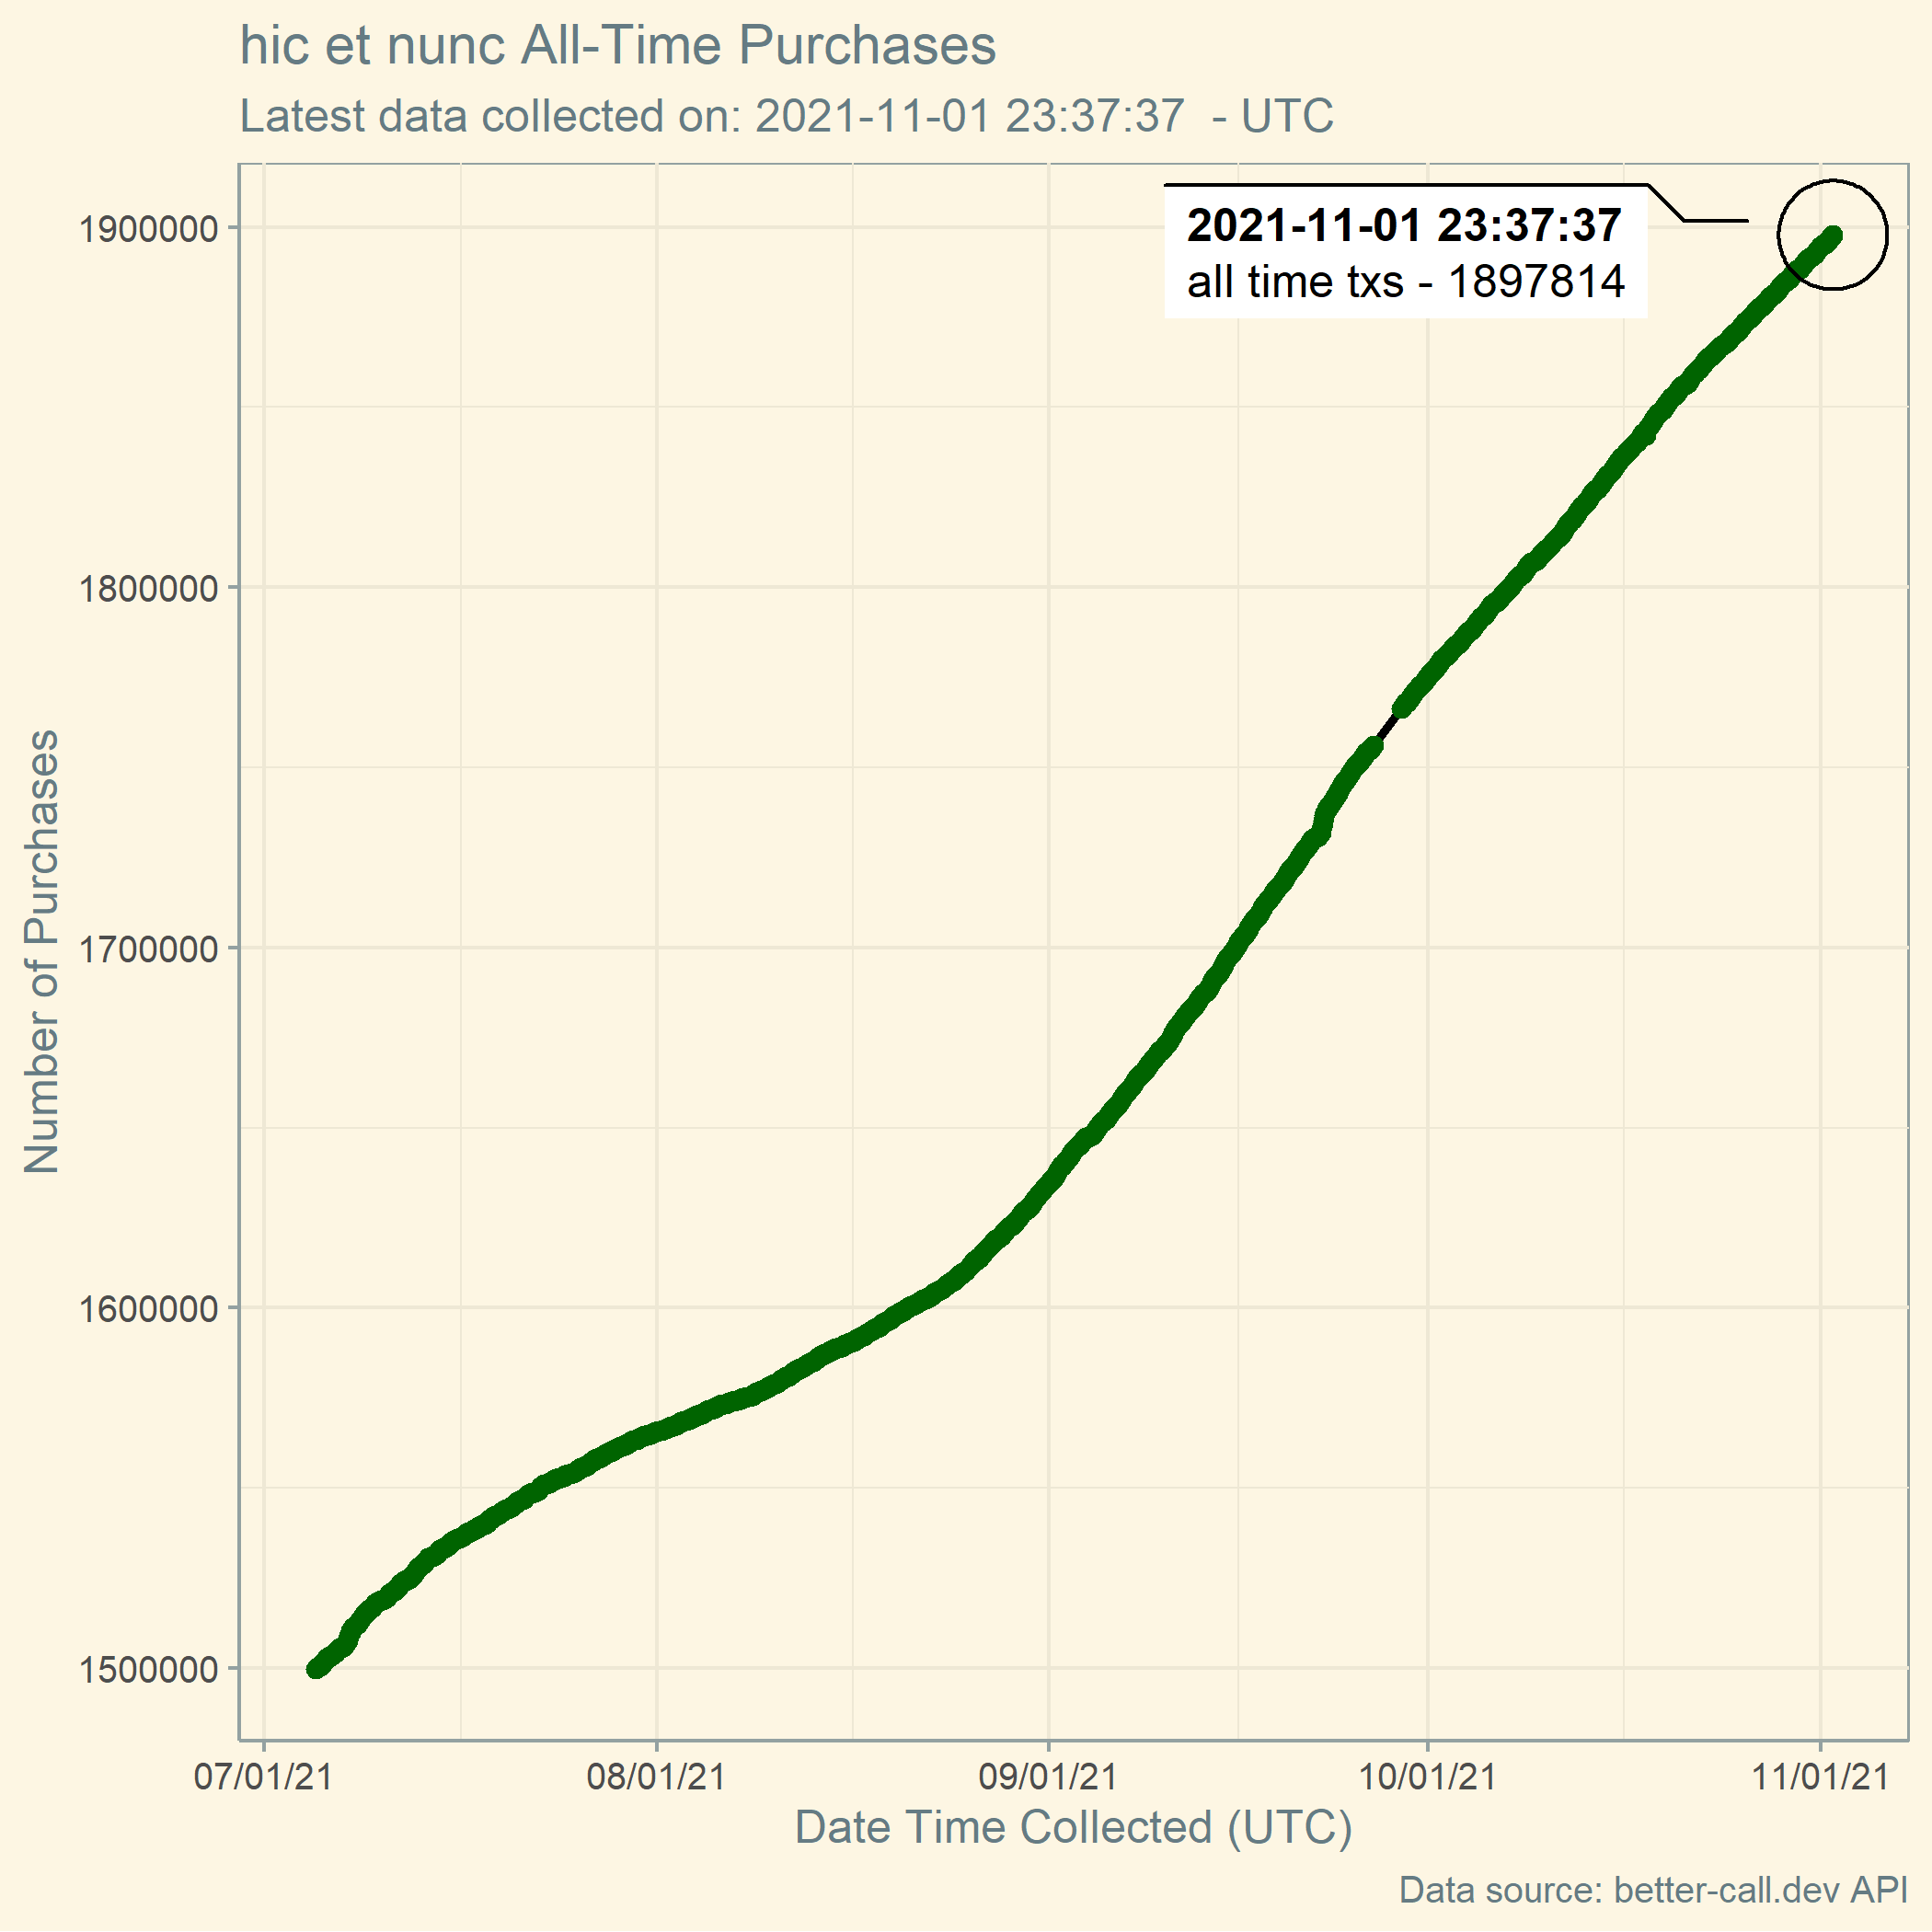 hic et nunc All-Time Purchases
Latest data collected on: 2021-11-01 23:37:37  - UTC
2021-11-01 23:37:37
all time txs - 1897814
Number of Purchases
1900000
1800000
1700000
1600000
1500000
07/01/21 08/01/21 09/01/21 10/01/21 11/01/21
Date Time Collected (UTC)
Data source: better-call.dev API